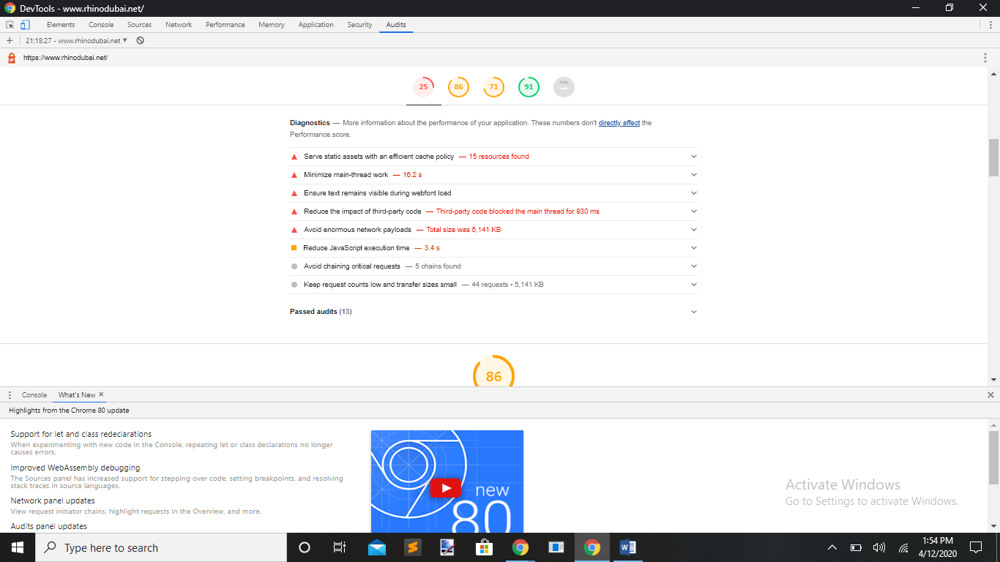 DevTools - www.rhinodubai.net/
Elements Console Sources Network Performance Memory Application Security Audits
21:18:27 - www.rhinodubai.net
https://www.rhinodubai.net/
25 86 71 91 PWA
Diagnostics — More information about the performance of your application. These numbers don't directly affect the
Performance score.
Serve static assets with an efficient cache policy — 15 resources found
Minimize main-thread work — 16.2 s
Ensure text remains visible during webfont load
Reduce the impact of third-party code — Third-party code blocked the main thread for 930 ms
Avoid enormous network payloads — Total size was 5,141 KB
Reduce JavaScript execution time — 3.4 s
Avoid chaining critical requests — 5 chains found
Keep request counts low and transfer sizes small — 44 requests • 5,141 KB
Passed audits (13)
86
Console What's New
Highlights from the Chrome 80 update
Support for let and class redeclarations
When experimenting with new code in the Console, repeating let or class declarations no longer
causes errors.
Improved WebAssembly debugging
The Sources panel has increased support for stepping over code, setting breakpoints, and resolving
stack traces in source languages.
Network panel updates
View request initiator chains, highlight requests in the Overview, and more.
Audits panel updates
new
80
Activate Windows
Go to Settings to activate Windows.
Type here to search
1:54 PM
4/12/2020